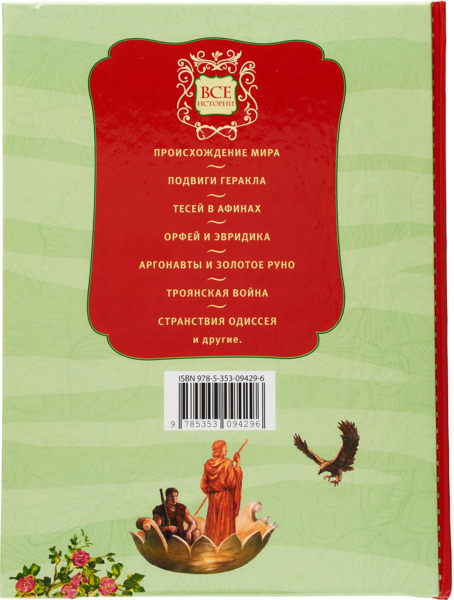 ВСЕ
ИСТОРИИ
ПРОИСХОЖДЕНИЕ МИРА
ПОДВИГИ ГЕРАКЛА
ТЕСЕЙ В АФИНАХ
ОРФЕЙ И ЭВРИДИКА
АРГОНАВТЫ И ЗОЛОТОЕ РУНО
ТРОЯНСКАЯ ВОЙНА
СТРАНСТВИЯ ОДИССЕЯ
и другие.
ISBN 978-5-353-09429-6
9 785353 094296